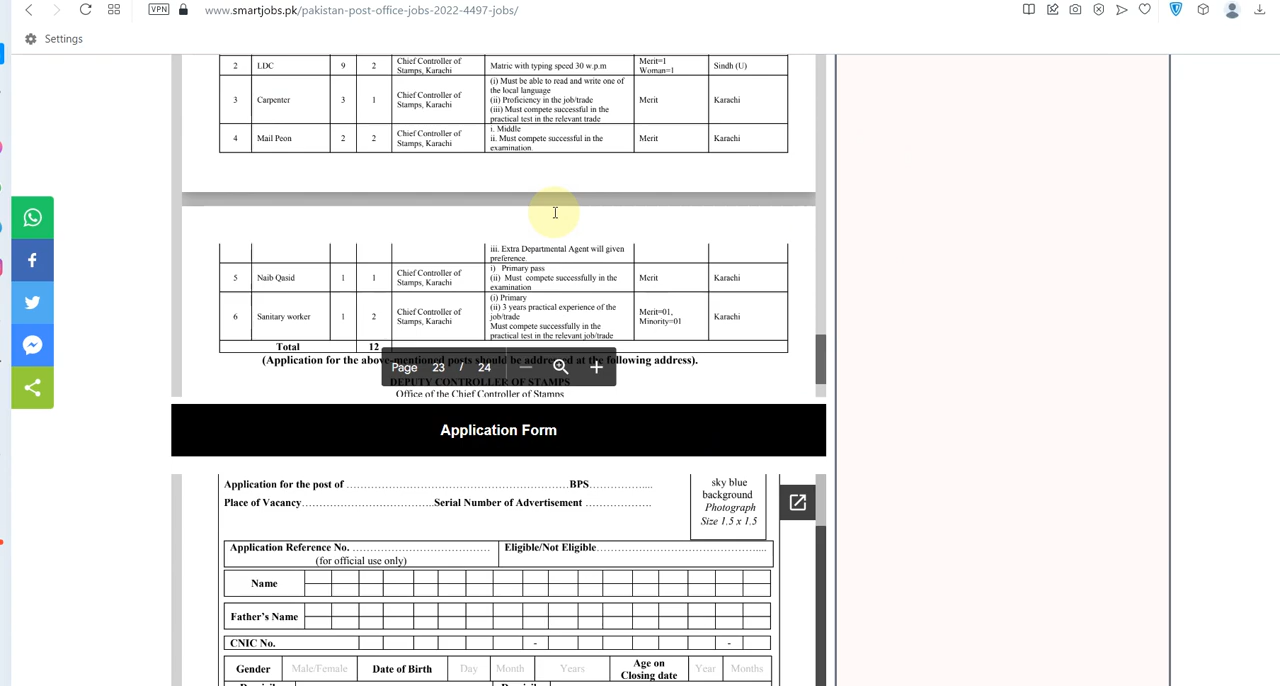 VPN www.smartjobs.pk/pakistan-post-office-jobs-2022-4497-jobs/
Settings
2 LDC 9 2 Chief Controller of Stamps, Karachi Matric with typing speed 30 w.p.m Merit=1 Woman=1 Sindh (U)
3 Carpenter 3 1 Chief Controller of Stamps, Karachi (i) Must be able to read and write one of the local language (ii) Proficiency in the job/trade (iii) Must compete successful in the practical test in the relevant trade Merit Karachi
4 Mail Peon 2 2 Chief Controller of Stamps, Karachi i. Middle ii. Must compete successful in the examination Merit Karachi
iii. Extra Departmental Agent will given preference.
5 Naib Qasid 1 1 Chief Controller of Stamps, Karachi i) Primary pass (ii) Must compete successfully in the examination Merit Karachi
6 Sanitary worker 1 2 Chief Controller of Stamps, Karachi (i) Primary (ii) 3 years practical experience of the job/trade Must compete successfully in the practical test in the relevant job/trade Merit=01, Minority=01 Karachi
Total 12
(Application for the above-mentioned posts should be addressed at the following address).
Page 23 / 24
DEPUTY CONTROLLER OF STAMPS
Office of the Chief Controller of Stamps
Application Form
Application for the post of ……………………………………………………BPS…………...
Place of Vacancy……………………………..Serial Number of Advertisement …………………
sky blue
background
Photograph
Size 1.5 x 1.5
Application Reference No. ………………………………… Eligible/Not Eligible…………………………………………....
(for official use only)
Name
Father's Name
CNIC No. - -
Gender Male/Female Date of Birth Day Month Years Age on Closing date Year Months